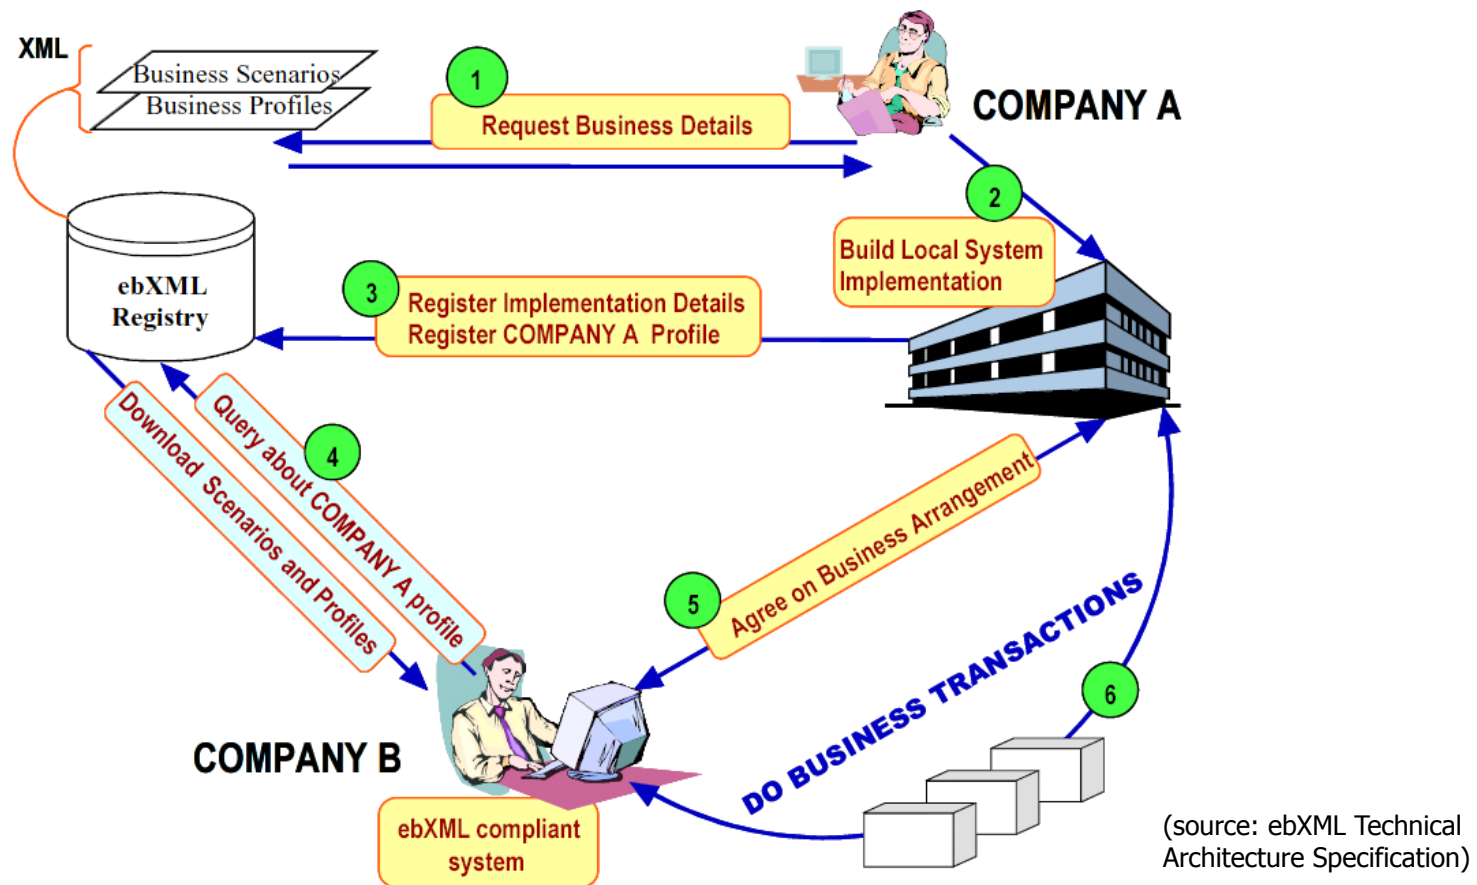 XML
Business Scenarios
Business Profiles
1
Request Business Details
COMPANY A
2
Build Local System
Implementation
ebXML
Registry
3
Register Implementation Details
Register COMPANY A Profile
4
Query about COMPANY A profile
Download Scenarios and Profiles
5
Agree on Business Arrangement
DO BUSINESS TRANSACTIONS
6
COMPANY B
ebXML compliant
system
(source: ebXML Technical
Architecture Specification)